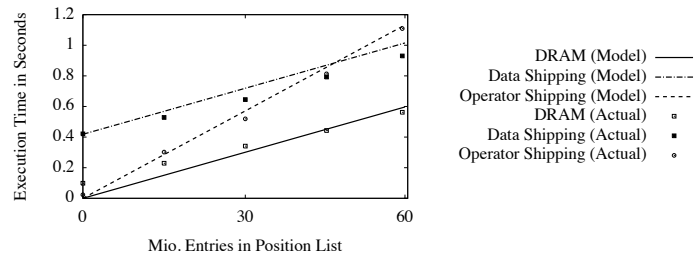 1.2
1
0.8
0.6
0.4
0.2
0
Execution Time in Seconds
0
30
60
Mio. Entries in Position List
DRAM (Model)
Data Shipping (Model)
Operator Shipping (Model)
DRAM (Actual)
Data Shipping (Actual)
Operator Shipping (Actual)